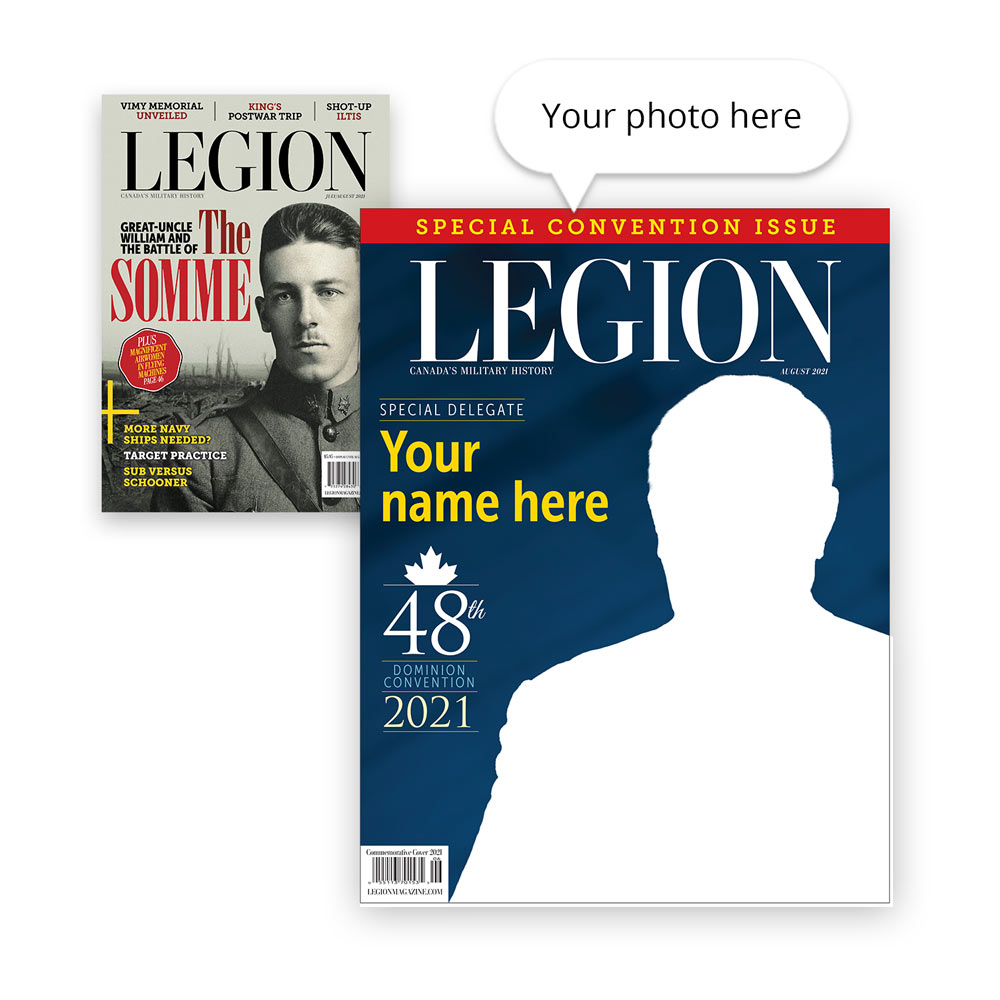 VIMY MEMORIAL
UNVEILED
KING'S
POSTWAR TRIP
SHOT-UP
ILTIS
LEGION
CANADA'S MILITARY HISTORY
JULY/AUGUST 2021
GREAT-UNCLE
WILLIAM AND
THE BATTLE OF
The
SOMME
PLUS
MAGNIFICENT
AIRWOMEN
IN FLYING
MACHINES
PAGE 46
MORE NAVY
SHIPS NEEDED?
TARGET PRACTICE
SUB VERSUS
SCHOONER
Your photo here
SPECIAL CONVENTION ISSUE
LEGION
CANADA'S MILITARY HISTORY
AUGUST 2021
SPECIAL DELEGATE
Your
name here
48th
DOMINION
CONVENTION
2021
Commemorative Cover 2021
LEGIONMAGAZINE.COM